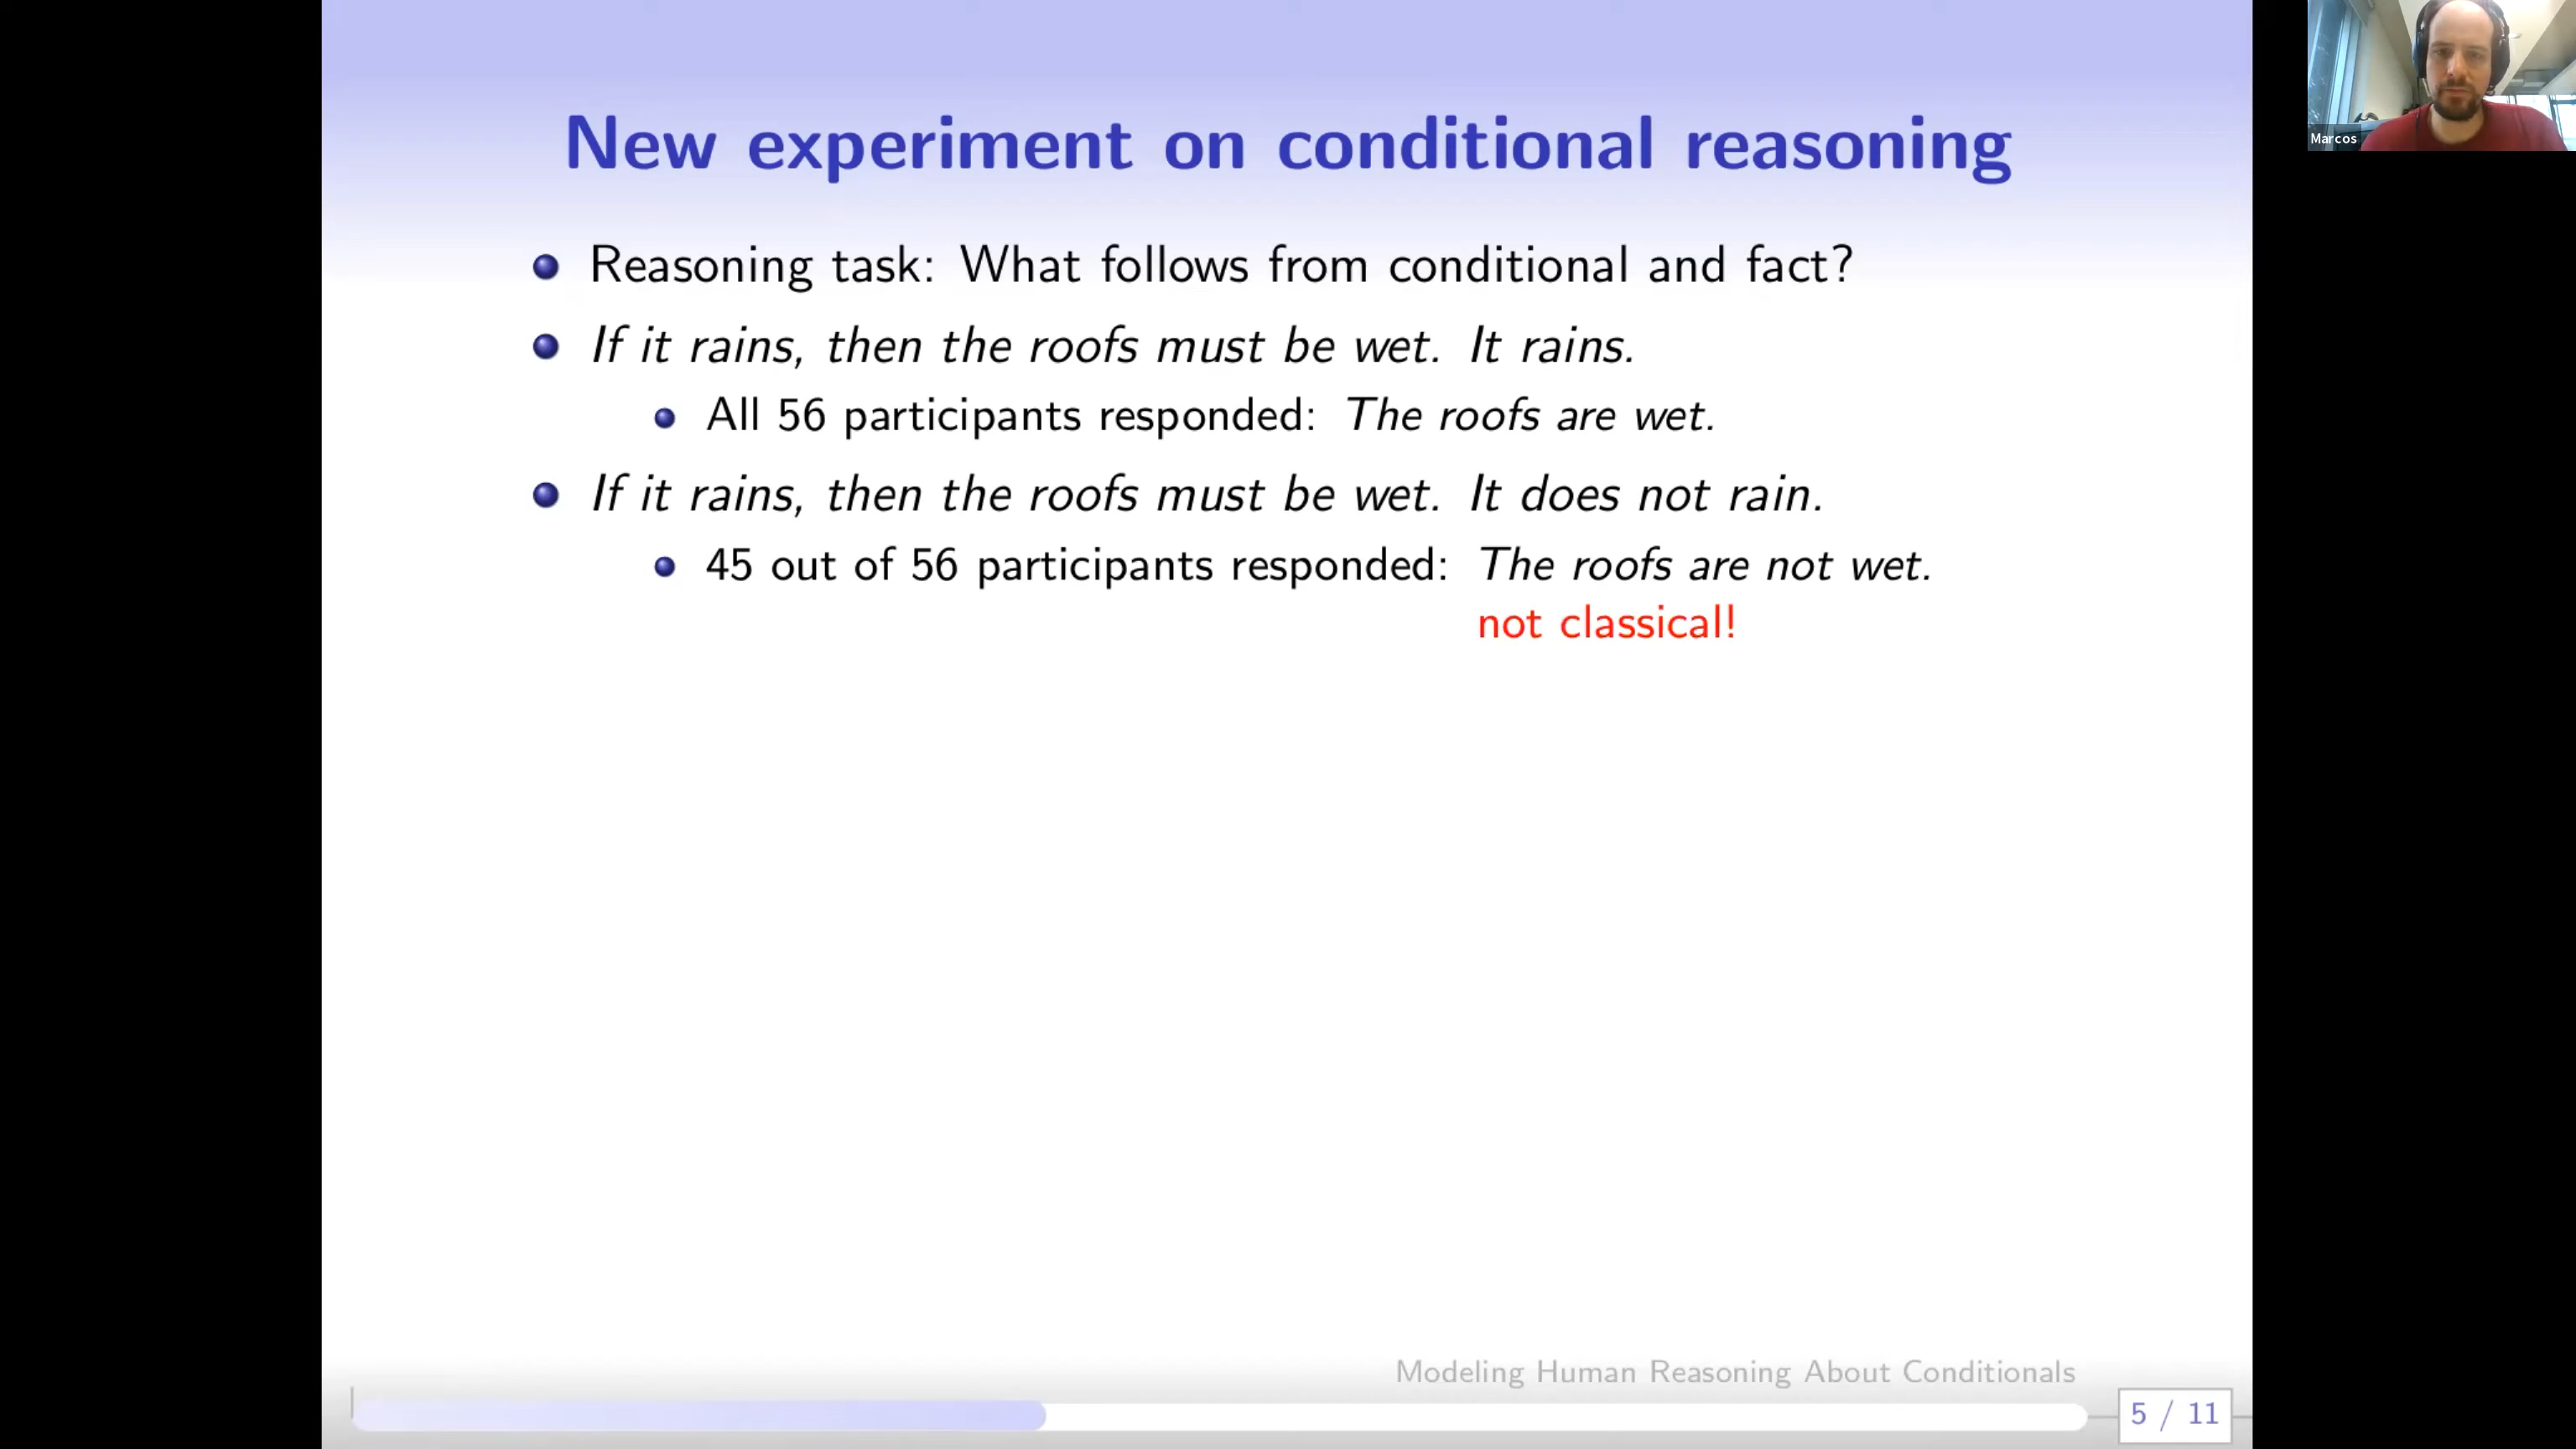 Marcos
New experiment on conditional reasoning
Reasoning task: What follows from conditional and fact?
If it rains, then the roofs must be wet. It rains.
All 56 participants responded: The roofs are wet.
If it rains, then the roofs must be wet. It does not rain.
45 out of 56 participants responded: The roofs are not wet.
not classical!
Modeling Human Reasoning About Conditionals
5 / 11